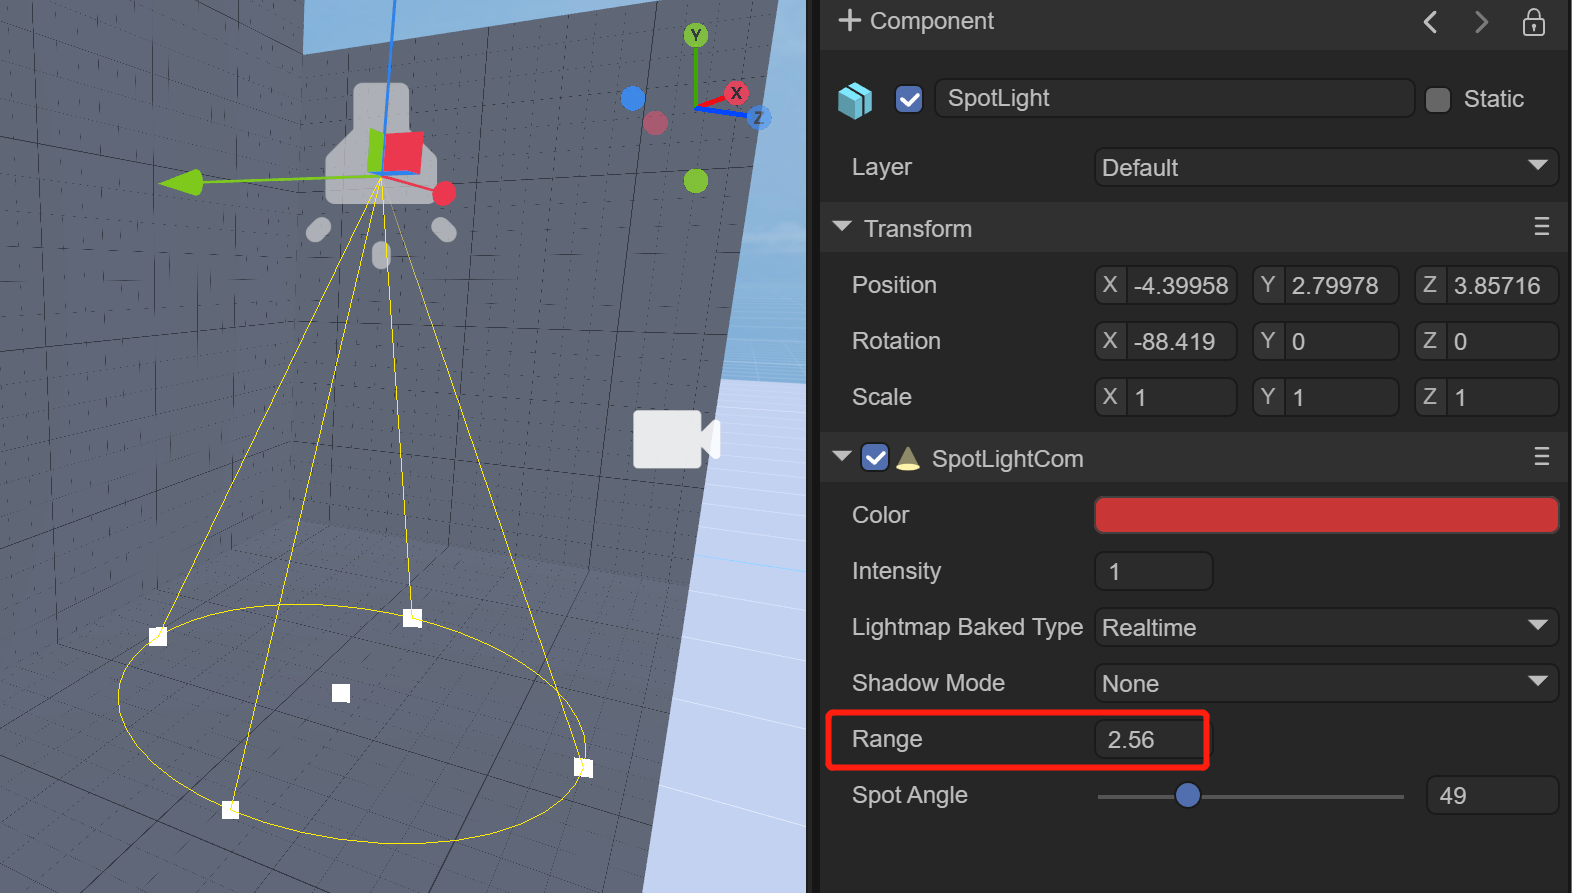 Y
X
Z
Component
SpotLight
Static
Layer Default
Transform
Position X -4.39958 Y 2.79978 Z 3.85716
Rotation X -88.419 Y 0 Z 0
Scale X 1 Y 1 Z 1
SpotLightCom
Color
Intensity 1
Lightmap Baked Type Realtime
Shadow Mode None
Range 2.56
Spot Angle 49